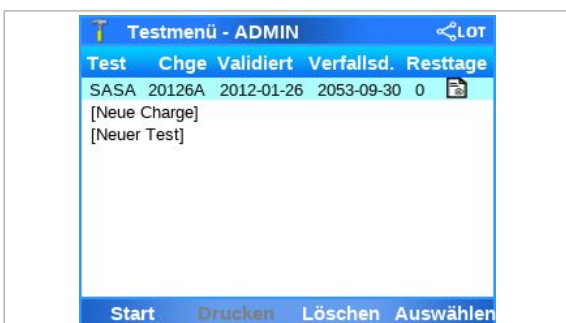 Testmenü - ADMIN LOT
Test Chge Validiert Verfallsd. Resttage
SASA 20126A 2012-01-26 2053-09-30 0
[Neue Charge]
[Neuer Test]
Start Drucken Löschen Auswählen